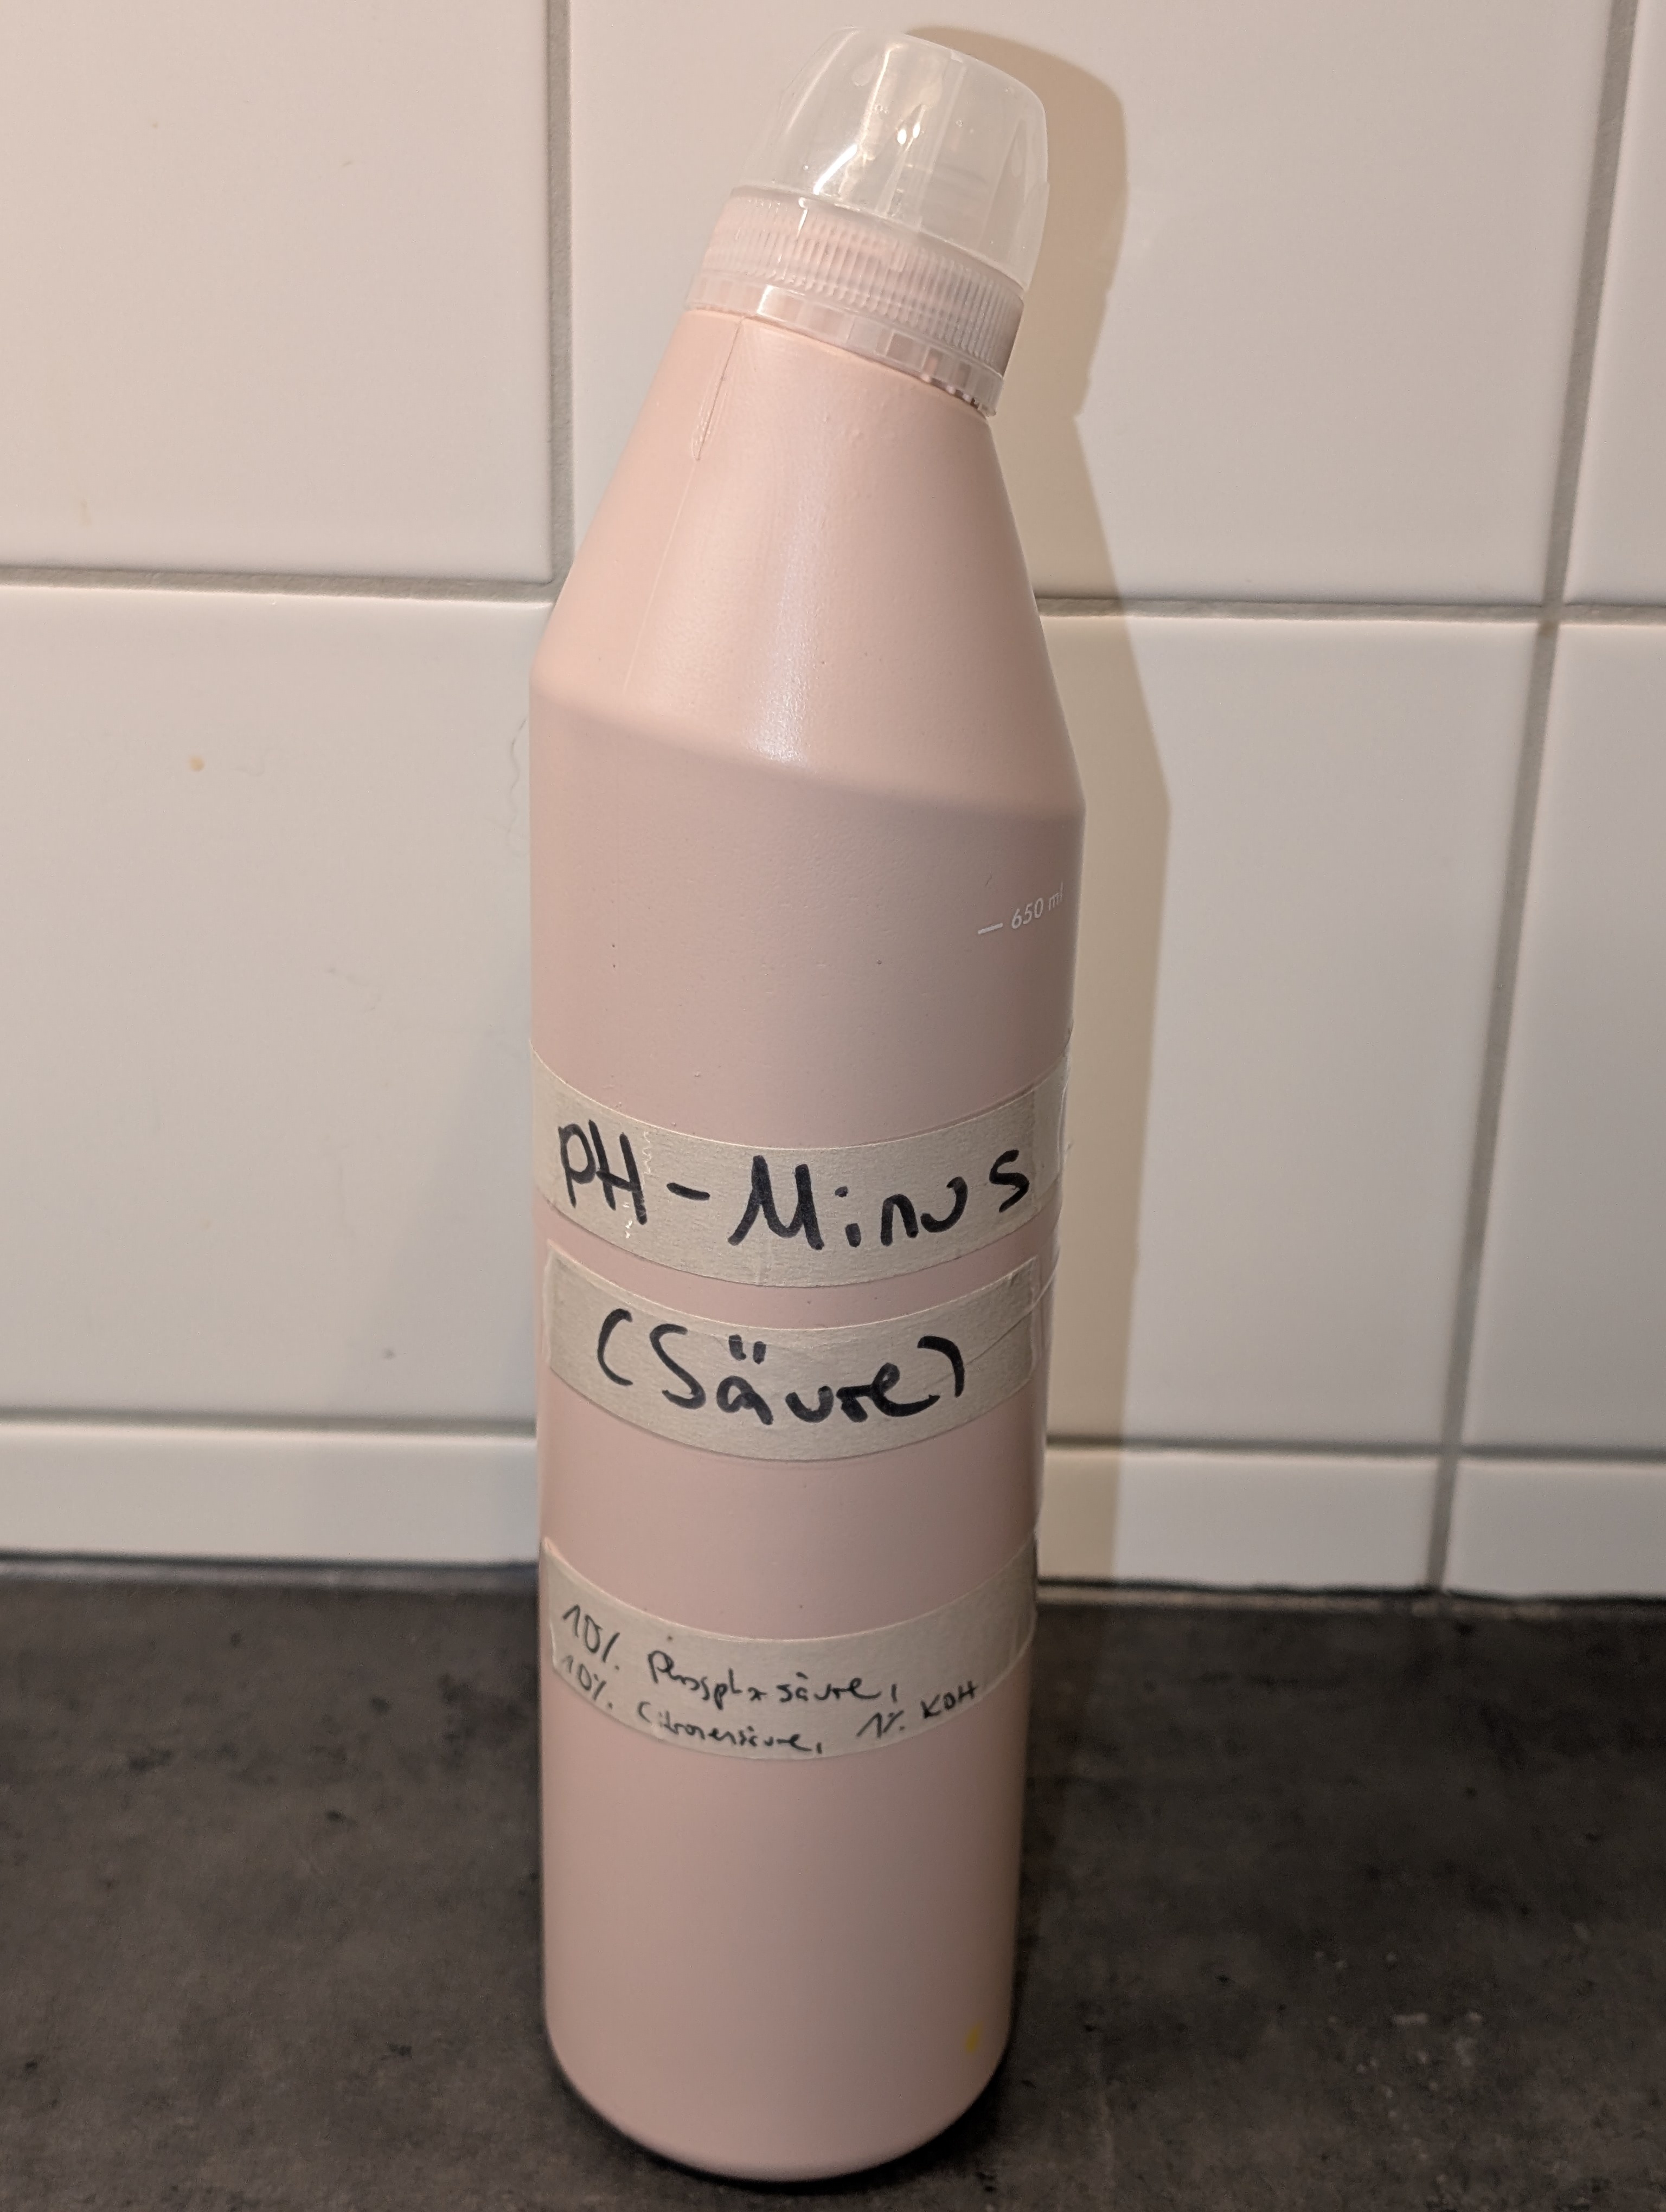 — 650 ml
pH-Minus
(Säure)
10%. Phosphorsäure,
10%. Citronensäure, 1%. KOH